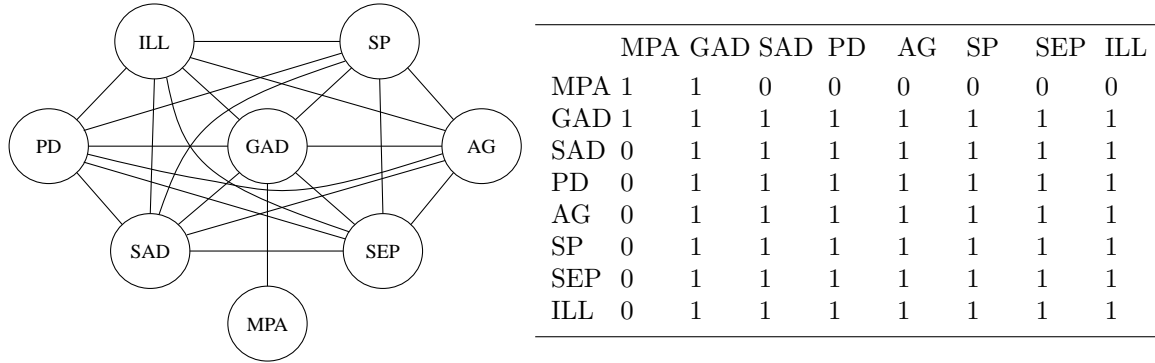 ILL SP
PD GAD AG
SAD SEP
MPA
MPA GAD SAD PD AG SP SEP ILL
MPA 1 1 0 0 0 0 0 0
GAD 1 1 1 1 1 1 1 1
SAD 0 1 1 1 1 1 1 1
PD 0 1 1 1 1 1 1 1
AG 0 1 1 1 1 1 1 1
SP 0 1 1 1 1 1 1 1
SEP 0 1 1 1 1 1 1 1
ILL 0 1 1 1 1 1 1 1